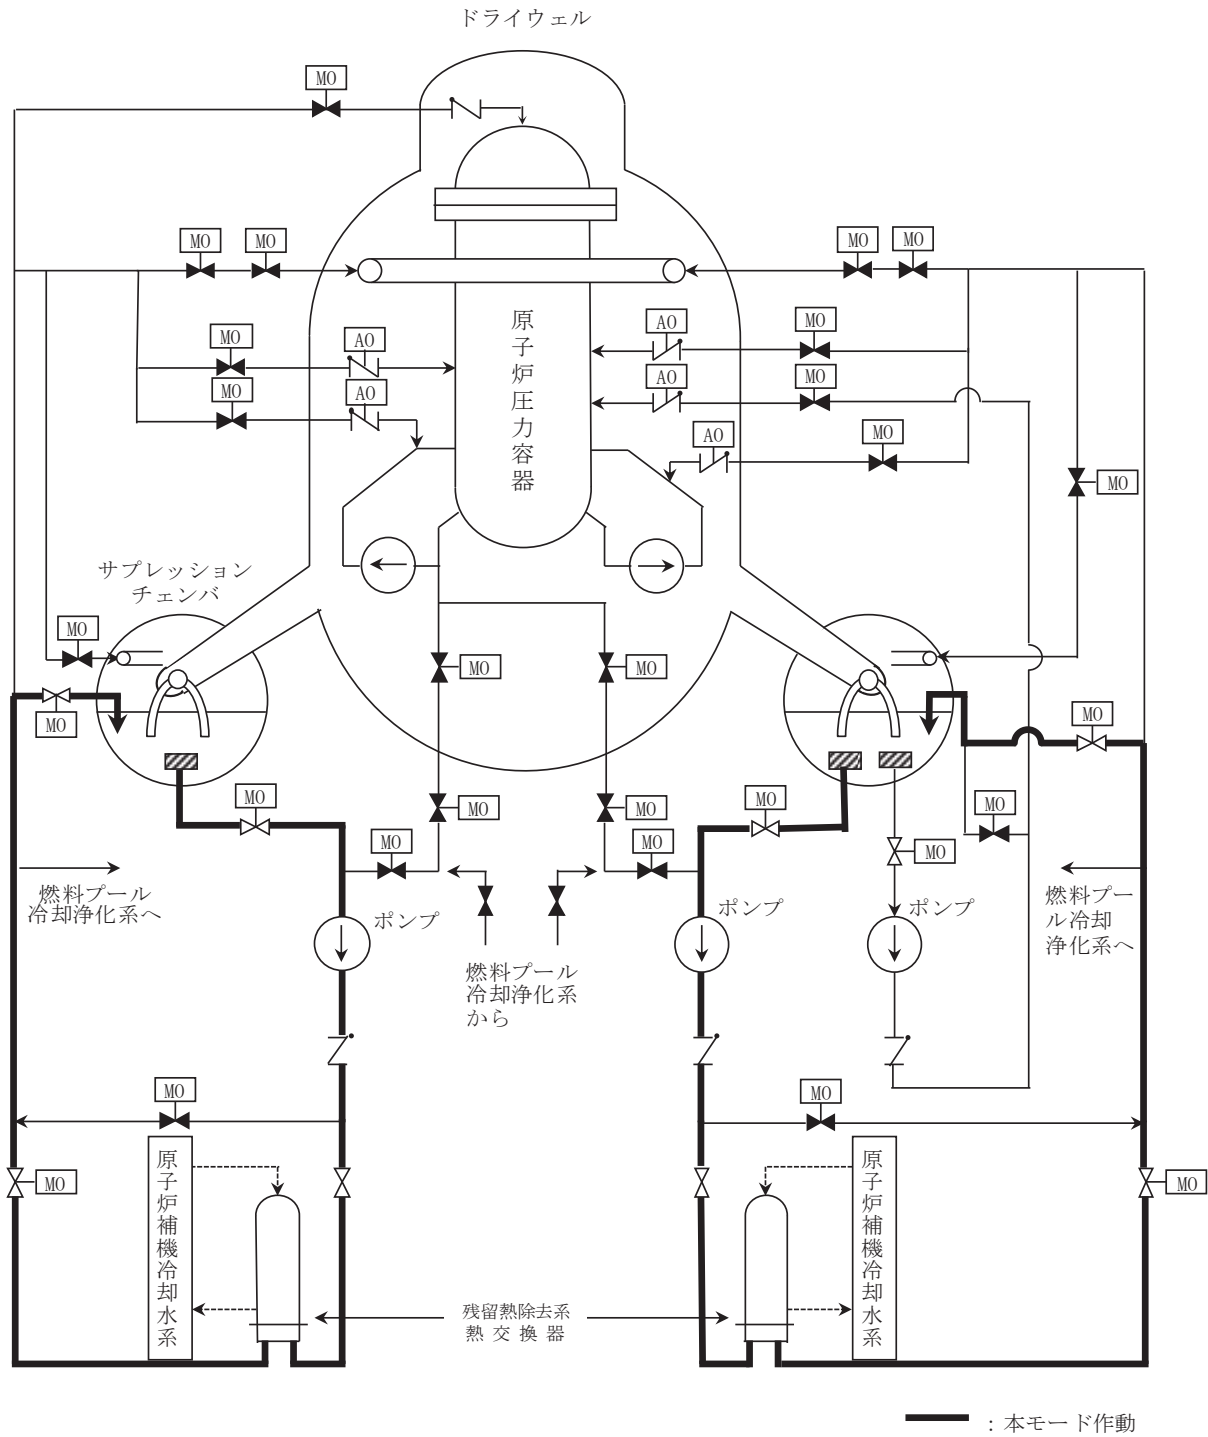 ドライウェル
MO
MO
MO
MO
MO
MO
AO
MO
AO
AO
MO
AO
MO
AO
MO
原子炉圧力容器
MO
サプレッション
チェンバ
MO
MO
MO
MO
MO
MO
MO
MO
MO
MO
MO
MO
MO
MO
燃料プール
冷却浄化系へ
ポンプ
ポンプ
ポンプ
燃料プー
ル冷却
浄化系へ
燃料プール
冷却浄化系
から
MO
MO
MO
MO
原子炉補機冷却水系
原子炉補機冷却水系
残留熱除去系
熱交換器
：本モード作動